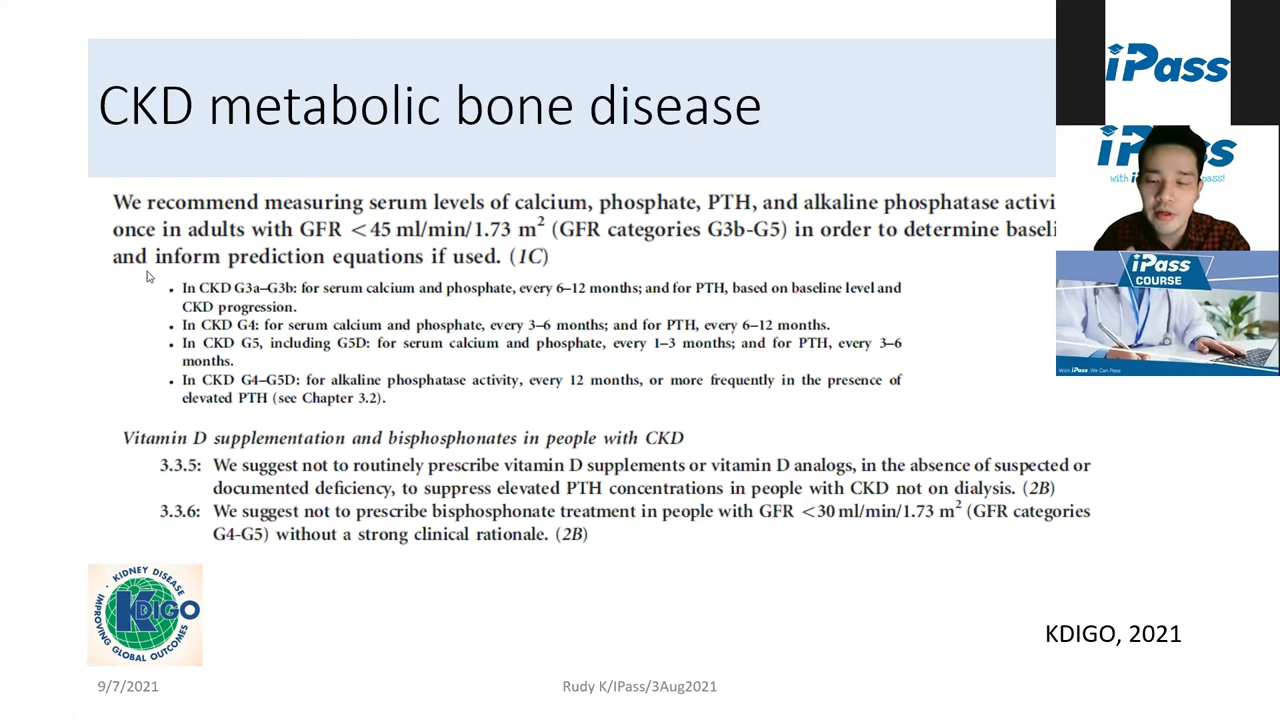 CKD metabolic bone disease
We recommend measuring serum levels of calcium, phosphate, PTH, and alkaline phosphatase activi
once in adults with GFR <45 ml/min/1.73 m² (GFR categories G3b-G5) in order to determine baseli
and inform prediction equations if used. (1C)
• In CKD G3a–G3b: for serum calcium and phosphate, every 6–12 months; and for PTH, based on baseline level and
CKD progression.
• In CKD G4: for serum calcium and phosphate, every 3–6 months; and for PTH, every 6–12 months.
• In CKD G5, including G5D: for serum calcium and phosphate, every 1–3 months; and for PTH, every 3–6
months.
• In CKD G4–G5D: for alkaline phosphatase activity, every 12 months, or more frequently in the presence of
elevated PTH (see Chapter 3.2).
Vitamin D supplementation and bisphosphonates in people with CKD
3.3.5: We suggest not to routinely prescribe vitamin D supplements or vitamin D analogs, in the absence of suspected or
documented deficiency, to suppress elevated PTH concentrations in people with CKD not on dialysis. (2B)
3.3.6: We suggest not to prescribe bisphosphonate treatment in people with GFR <30 ml/min/1.73 m² (GFR categories
G4-G5) without a strong clinical rationale. (2B)
KIDNEY DISEASE
KDIGO
IMPROVING GLOBAL OUTCOMES
KDIGO, 2021
9/7/2021
Rudy K/IPass/3Aug2021
iPass
iPass
with pass!
iPass
COURSE
With iPass, We Can Pass